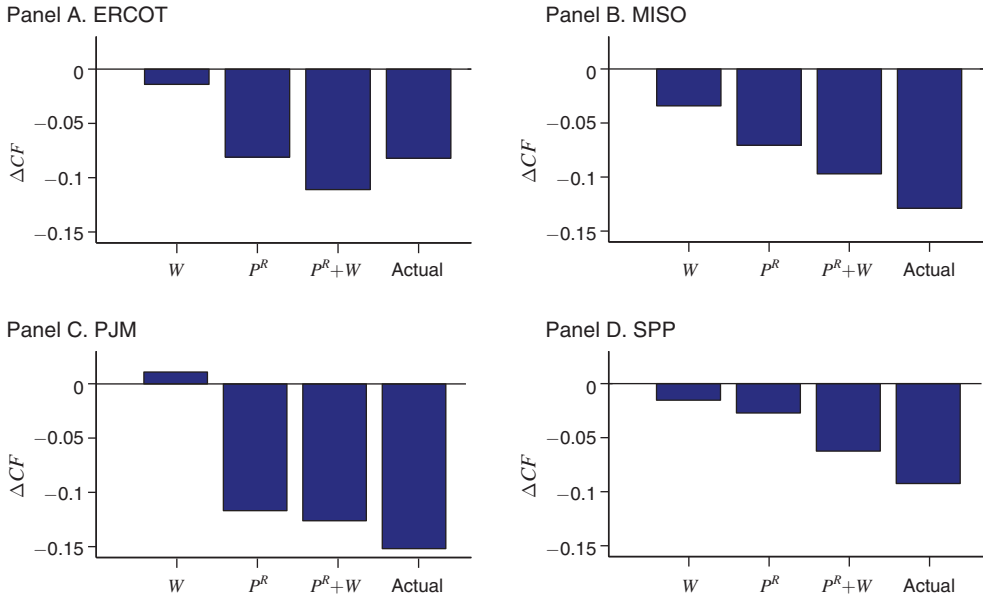 Panel A. ERCOT
0
−0.05
−0.1
−0.15
ΔCF
W
P^R
P^R+W
Actual
Panel B. MISO
0
−0.05
−0.1
−0.15
ΔCF
W
P^R
P^R+W
Actual
Panel C. PJM
0
−0.05
−0.1
−0.15
ΔCF
W
P^R
P^R+W
Actual
Panel D. SPP
0
−0.05
−0.1
−0.15
ΔCF
W
P^R
P^R+W
Actual